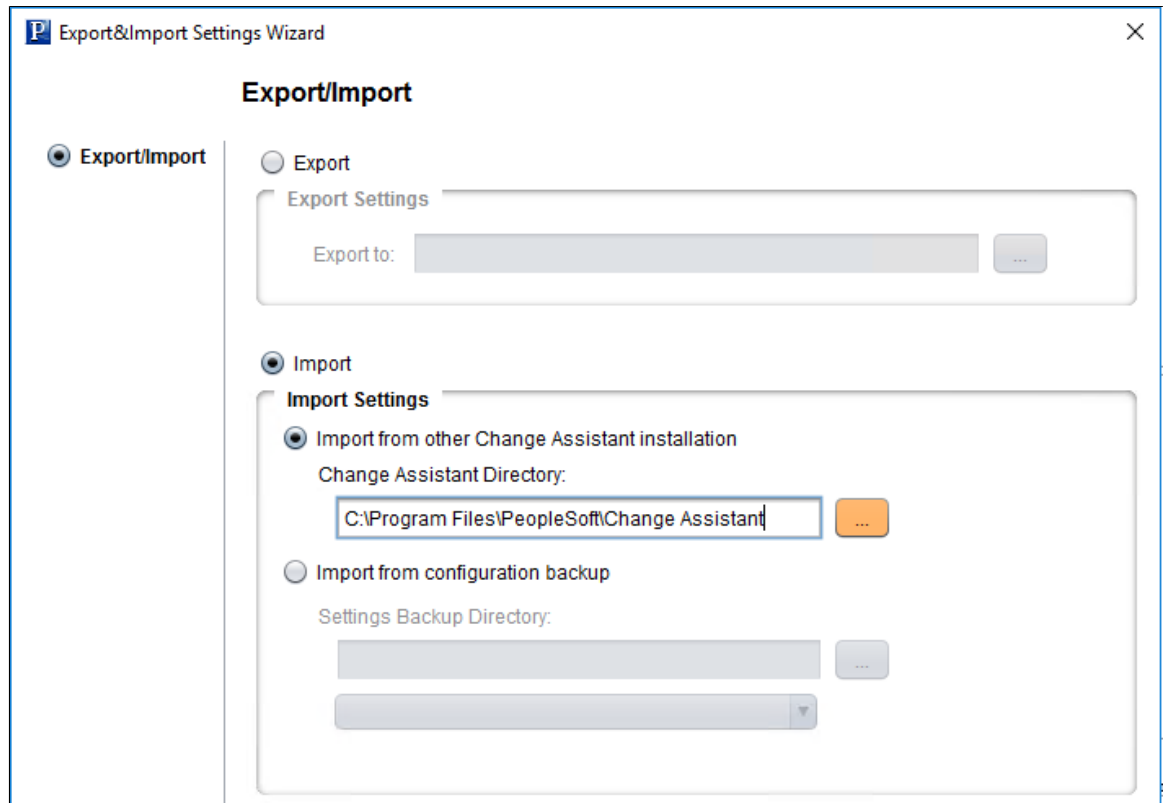 Export&Import Settings Wizard
Export/Import
Export/Import
Export
Export Settings
Export to:
...
Import
Import Settings
Import from other Change Assistant installation
Change Assistant Directory:
C:\Program Files\PeopleSoft\Change Assistant
...
Import from configuration backup
Settings Backup Directory:
...